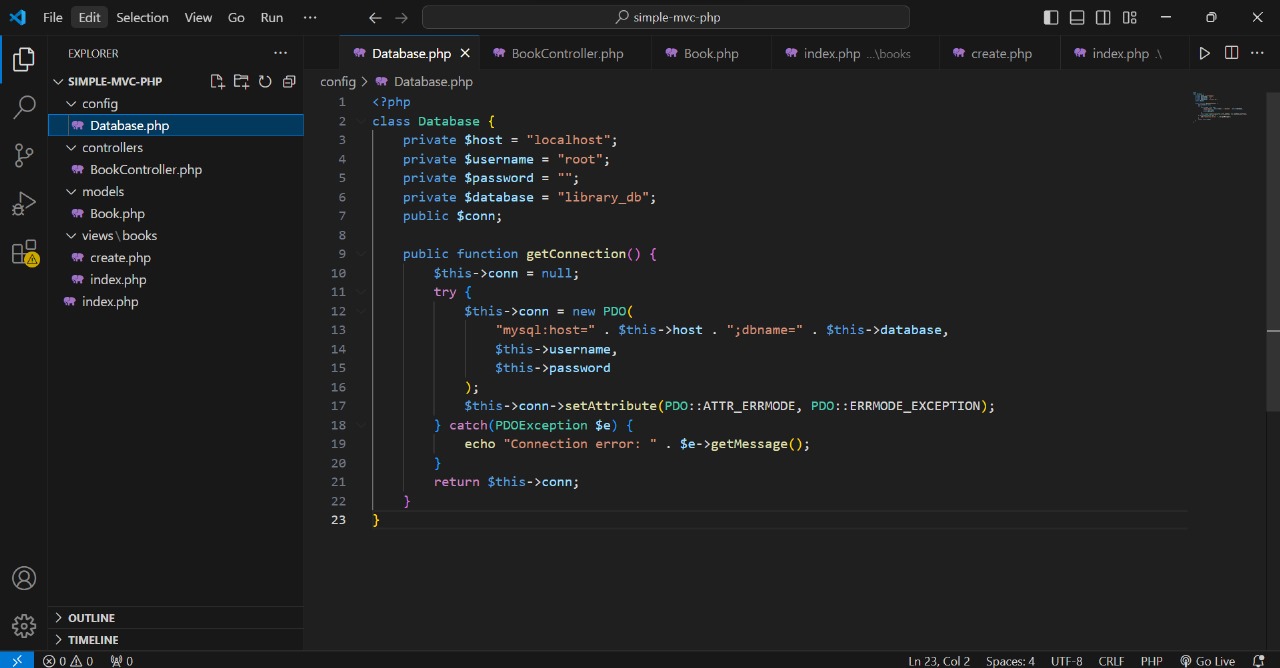 File Edit Selection View Go Run ··· simple-mvc-php
EXPLORER ···
SIMPLE-MVC-PHP
config
Database.php
controllers
BookController.php
models
Book.php
views\books
create.php
index.php
index.php
OUTLINE
TIMELINE
Database.php BookController.php Book.php index.php ...\books create.php index.php .\ ···
config > Database.php
1 <?php
2 class Database {
3 private $host = "localhost";
4 private $username = "root";
5 private $password = "";
6 private $database = "library_db";
7 public $conn;
8
9 public function getConnection() {
10 $this->conn = null;
11 try {
12 $this->conn = new PDO(
13 "mysql:host=" . $this->host . ";dbname=" . $this->database,
14 $this->username,
15 $this->password
16 );
17 $this->conn->setAttribute(PDO::ATTR_ERRMODE, PDO::ERRMODE_EXCEPTION);
18 } catch(PDOException $e) {
19 echo "Connection error: " . $e->getMessage();
20 }
21 return $this->conn;
22 }
23 }
0 0 0 Ln 23, Col 2 Spaces: 4 UTF-8 CRLF PHP Go Live